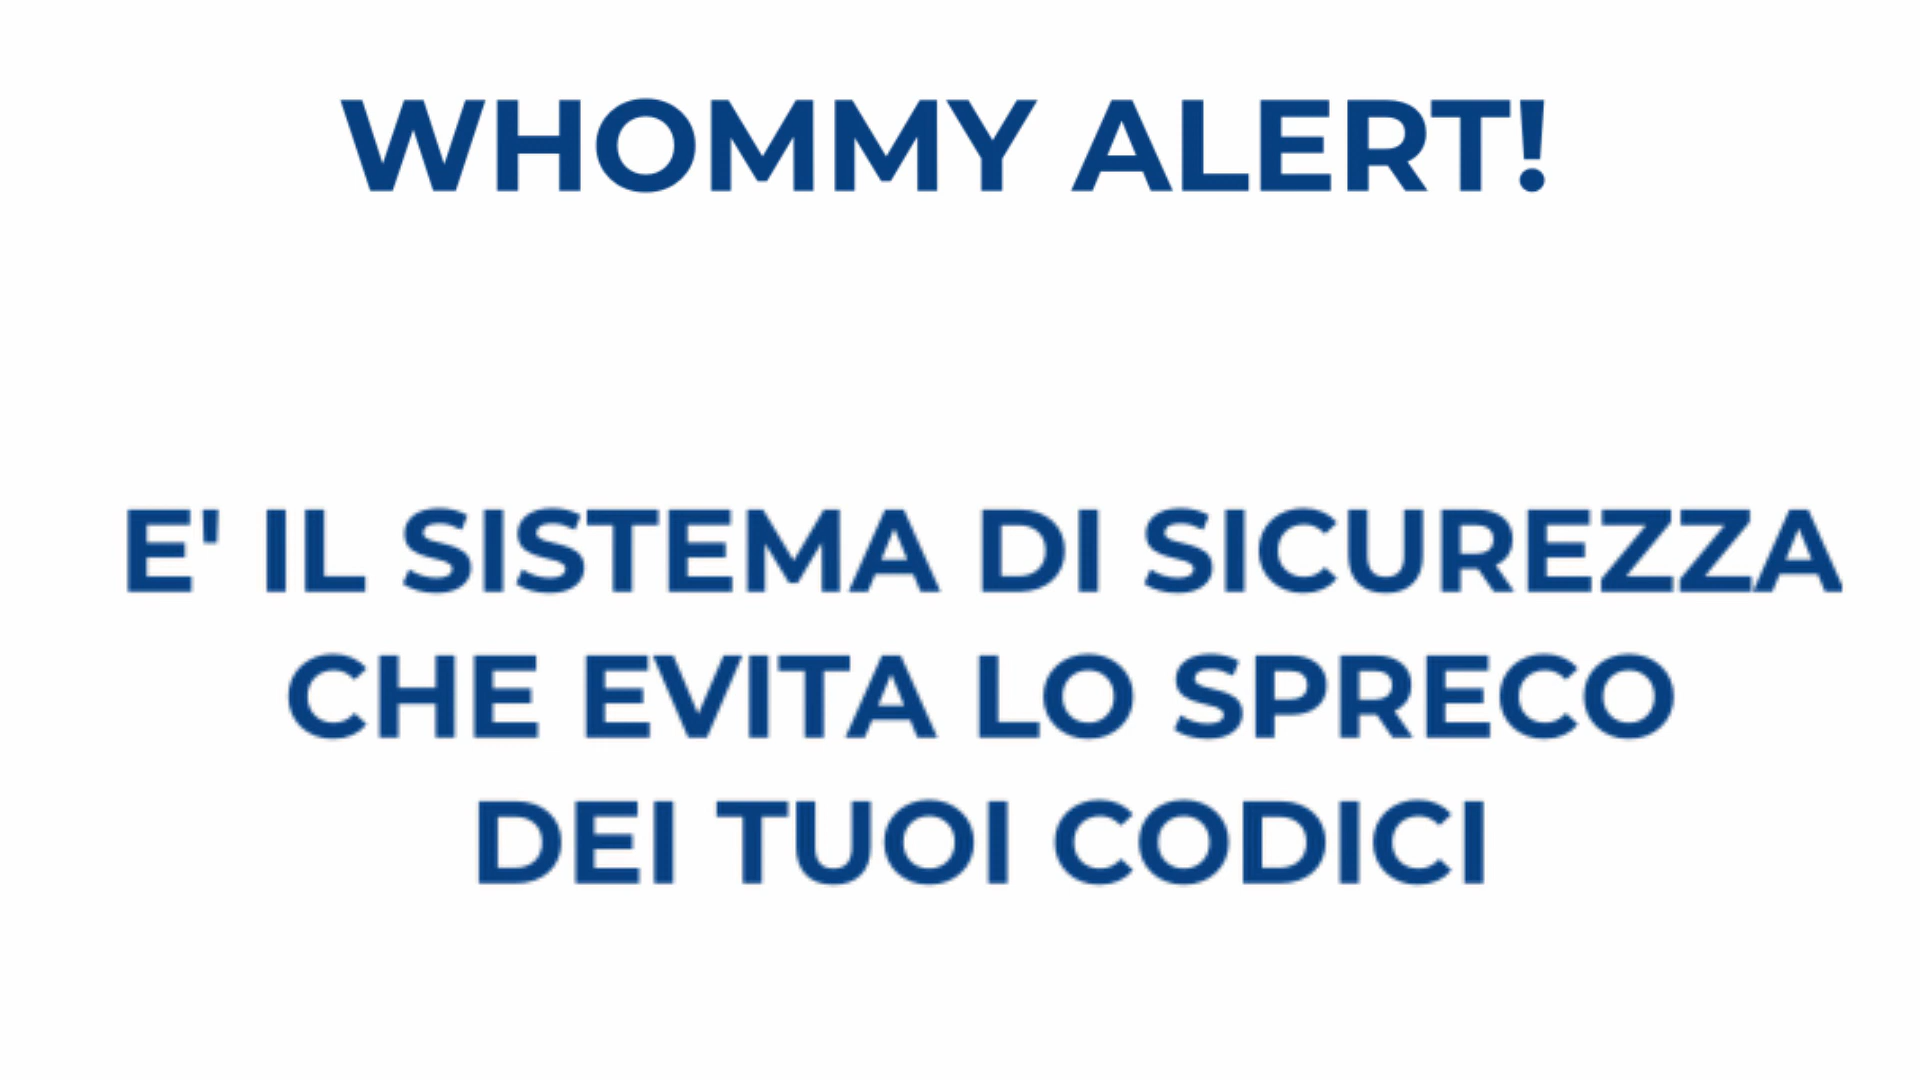 WHOMMY ALERT!
E' IL SISTEMA DI SICUREZZA
CHE EVITA LO SPRECO
DEI TUOI CODICI